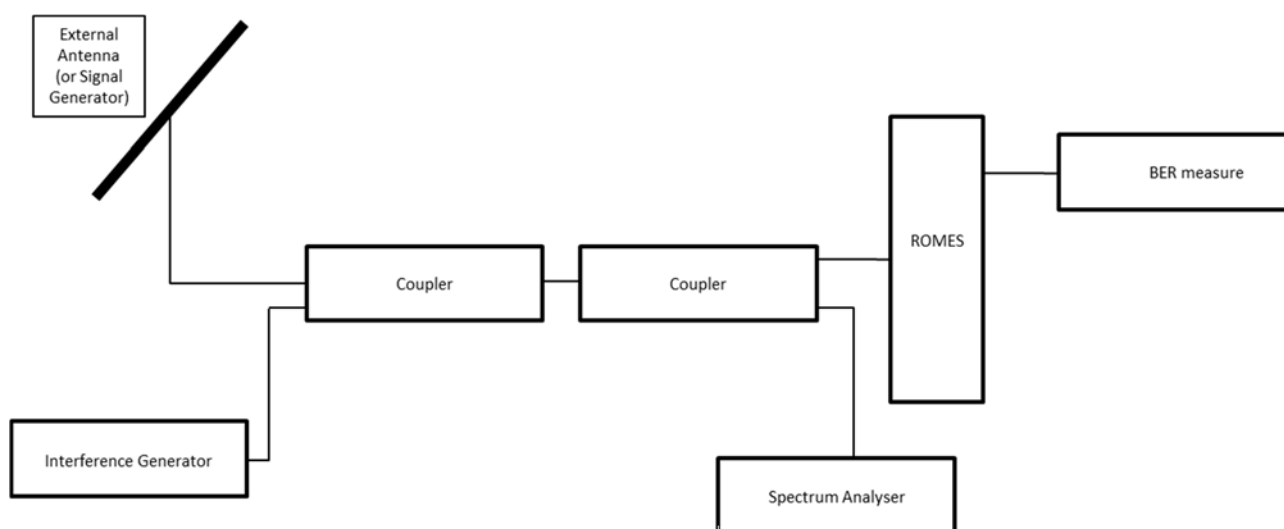 External
Antenna
(or Signal
Generator)
BER measure
ROMES
Coupler
Coupler
Interference Generator
Spectrum Analyser